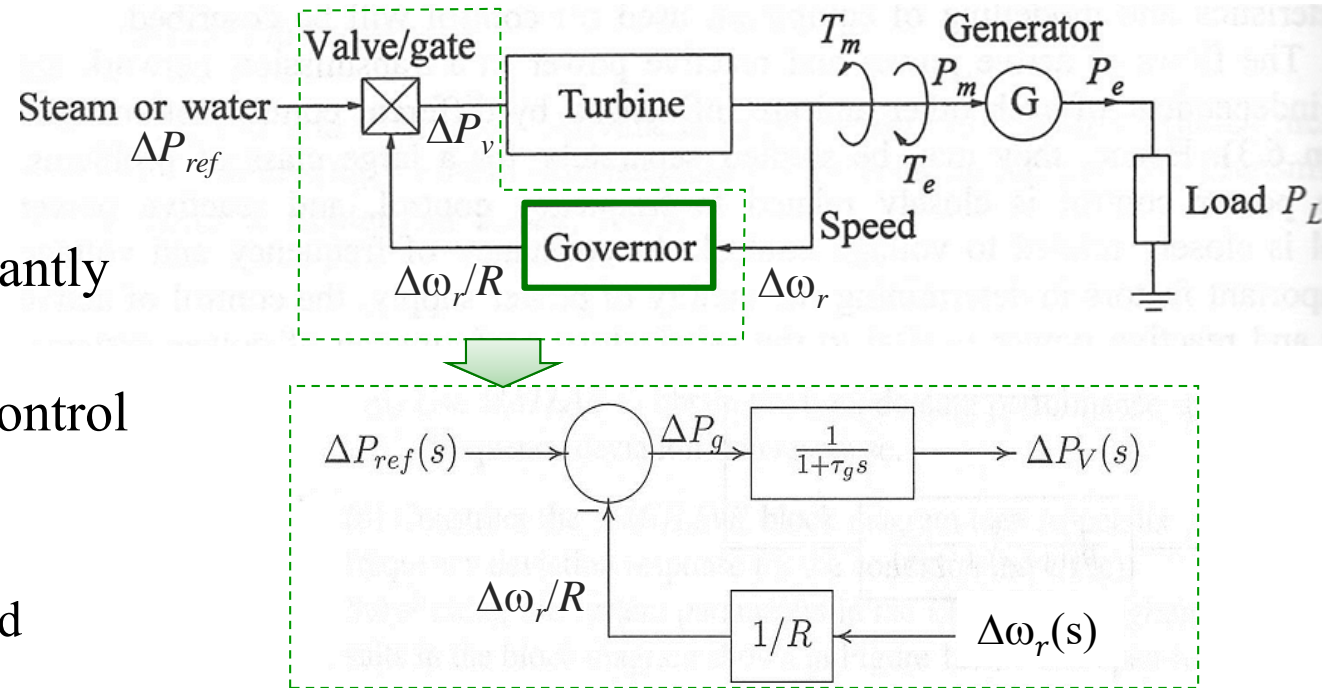 Valve/gate
Steam or water
ΔP_ref
ΔP_v
Turbine
T_m
P_m
T_e
Generator
G
P_e
Load P_L
Speed
Governor
Δω_r/R
Δω_r
antly
ontrol
d
ΔP_ref(s)
ΔP_g
1/(1+τ_g s)
ΔP_V(s)
−
Δω_r/R
1/R
Δω_r(s)